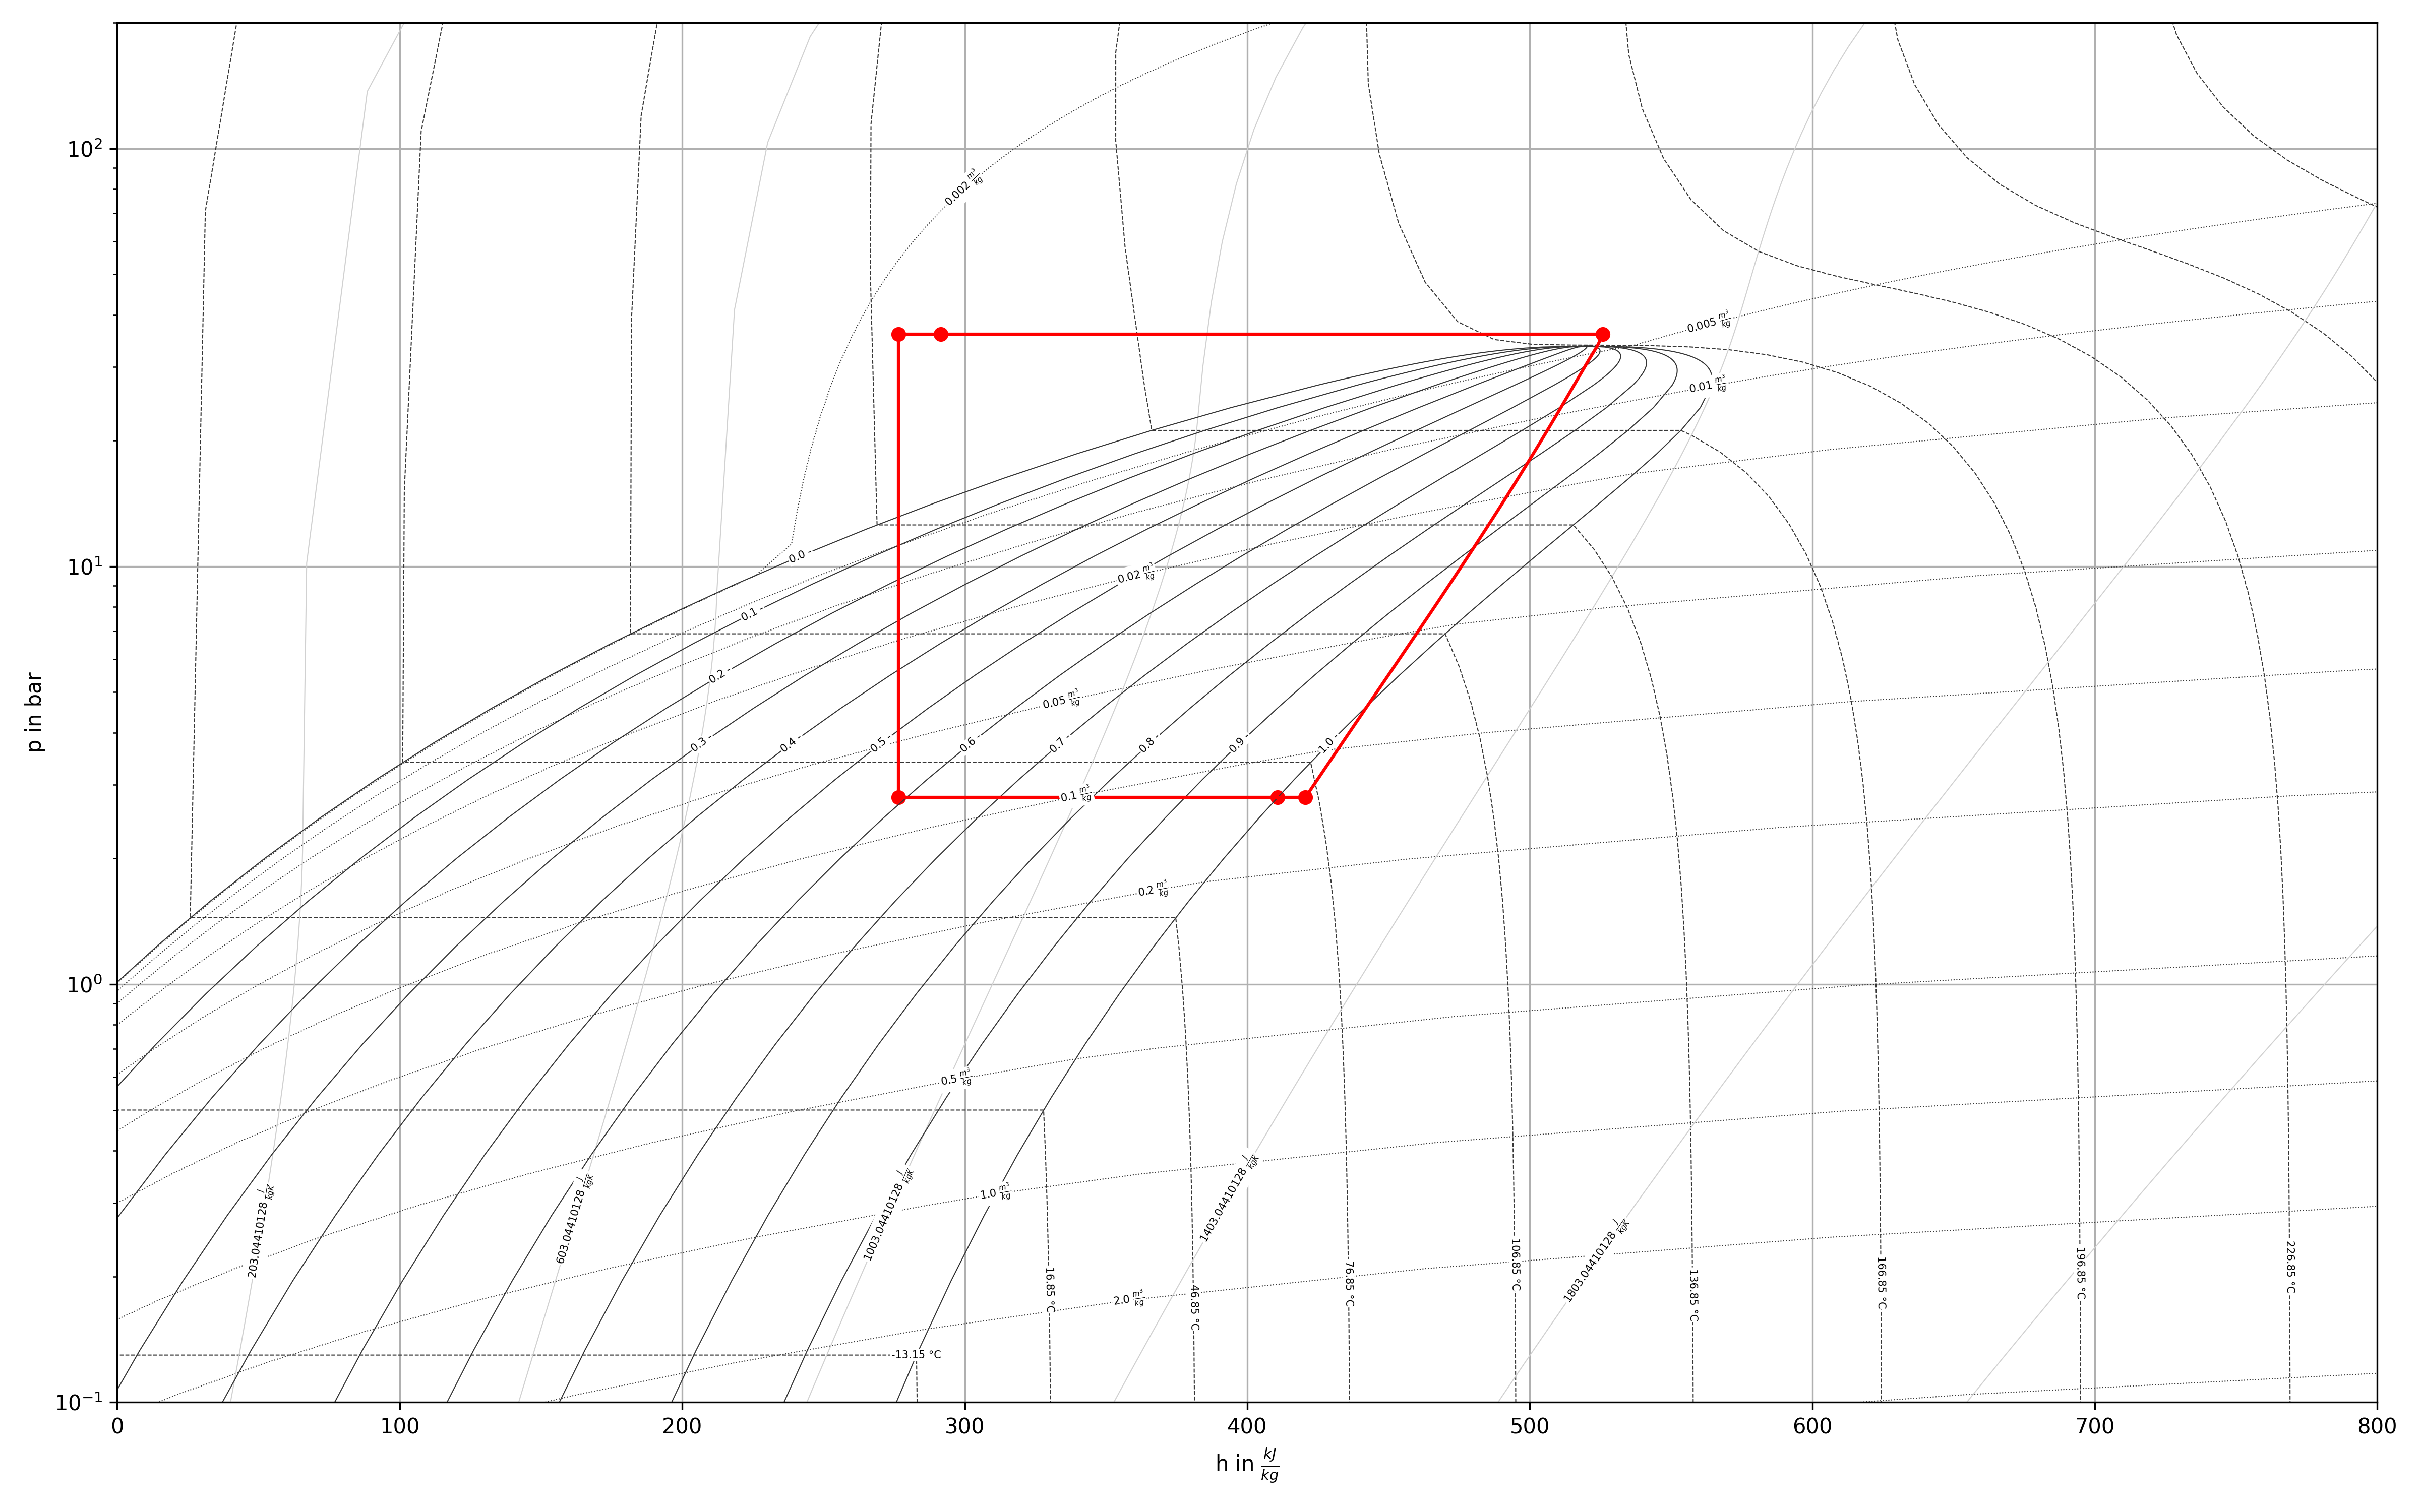 10²
10¹
10⁰
10⁻¹
p in bar
0 100 200 300 400 500 600 700 800
h in kJ/kg
0.002 m³/kg
0.005 m³/kg
0.01 m³/kg
0.02 m³/kg
0.05 m³/kg
0.1 m³/kg
0.2 m³/kg
0.5 m³/kg
1.0 m³/kg
2.0 m³/kg
0.0
0.1
0.2
0.3 0.4 0.5 0.6 0.7 0.8 0.9 1.0
203.04410128 J/kgK
603.04410128 J/kgK
1003.04410128 J/kgK
1403.04410128 J/kgK
1803.04410128 J/kgK
-13.15 °C
16.85 °C
46.85 °C
76.85 °C
106.85 °C
136.85 °C
166.85 °C
196.85 °C
226.85 °C